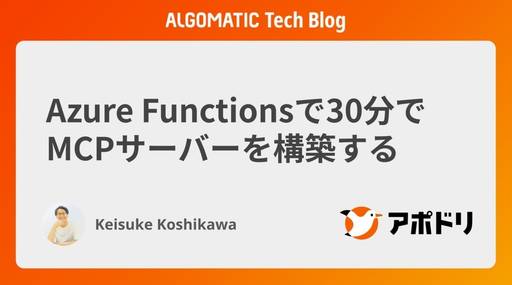 ALGOMATIC Tech Blog
Azure Functionsで30分で
MCPサーバーを構築する
Keisuke Koshikawa
アポドリ